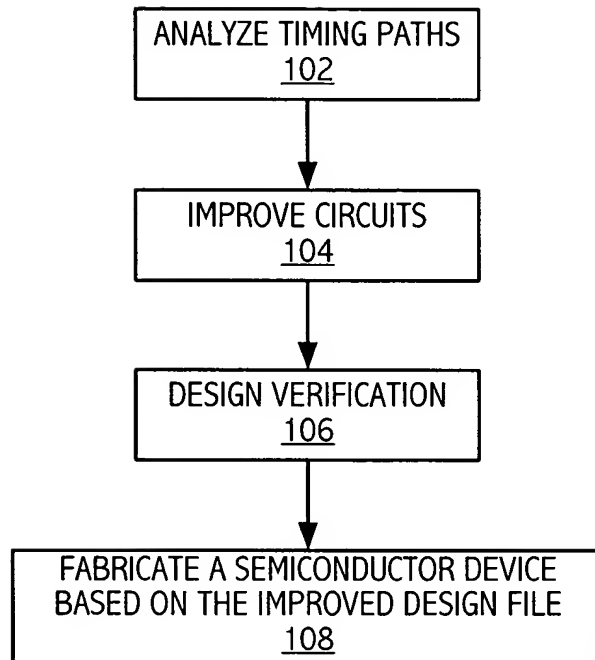 ANALYZE TIMING PATHS
102
IMPROVE CIRCUITS
104
DESIGN VERIFICATION
106
FABRICATE A SEMICONDUCTOR DEVICE
BASED ON THE IMPROVED DESIGN FILE
108